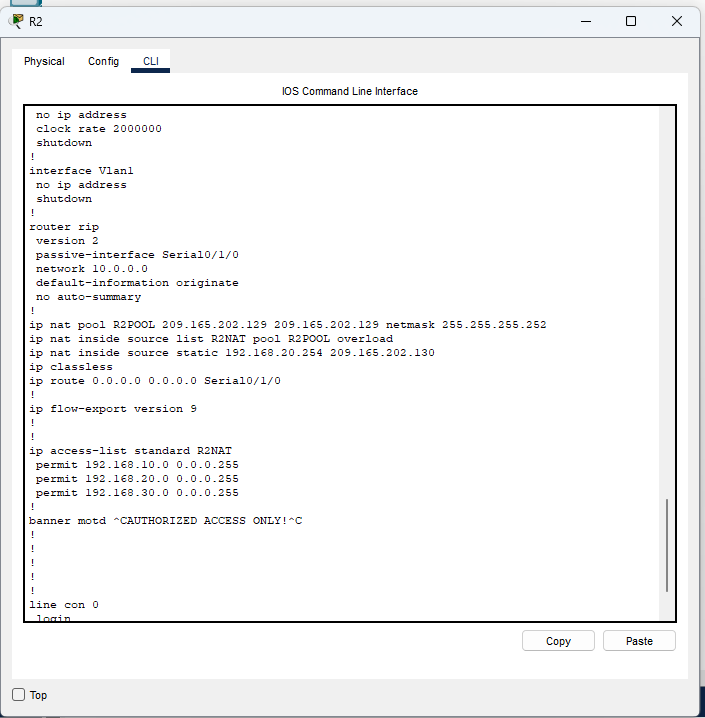 R2
Physical Config CLI
IOS Command Line Interface
no ip address
clock rate 2000000
shutdown
!
interface Vlan1
no ip address
shutdown
!
router rip
version 2
passive-interface Serial0/1/0
network 10.0.0.0
default-information originate
no auto-summary
!
ip nat pool R2POOL 209.165.202.129 209.165.202.129 netmask 255.255.255.252
ip nat inside source list R2NAT pool R2POOL overload
ip nat inside source static 192.168.20.254 209.165.202.130
ip classless
ip route 0.0.0.0 0.0.0.0 Serial0/1/0
!
ip flow-export version 9
!
!
ip access-list standard R2NAT
permit 192.168.10.0 0.0.0.255
permit 192.168.20.0 0.0.0.255
permit 192.168.30.0 0.0.0.255
!
banner motd ^CAUTHORIZED ACCESS ONLY!^C
!
!
!
!
!
line con 0
login
Copy Paste
Top